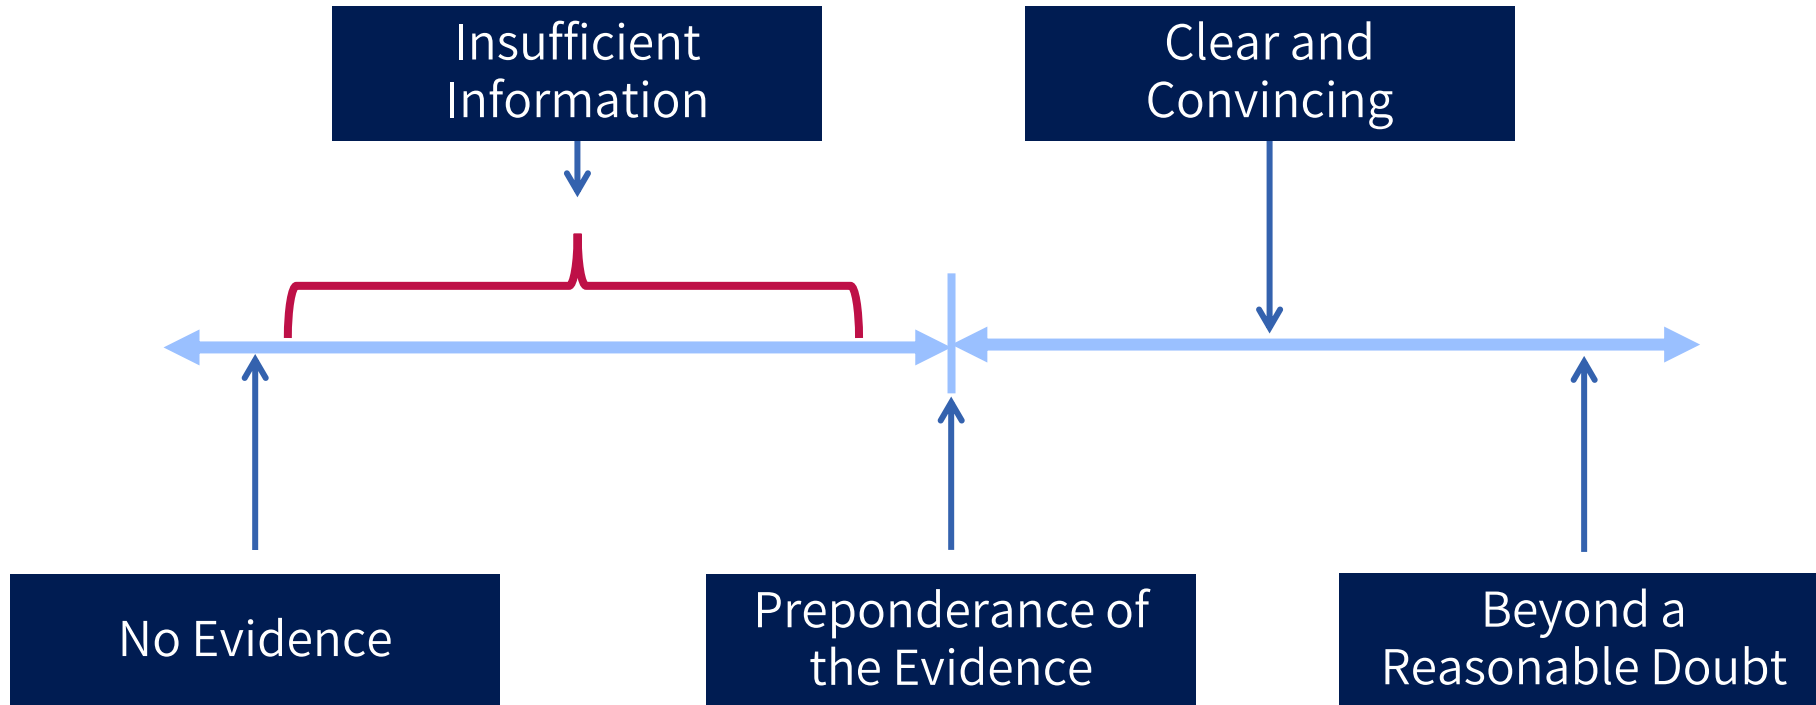 Insufficient
Information
Clear and
Convincing
No Evidence
Preponderance of
the Evidence
Beyond a
Reasonable Doubt